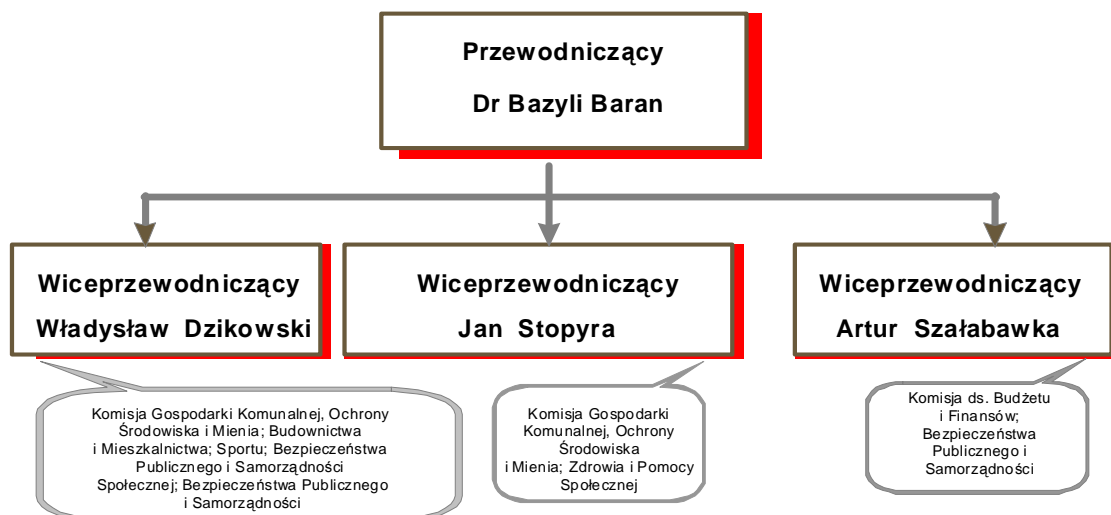 Przewodniczący
Dr Bazyli Baran
Wiceprzewodniczący
Władysław Dzikowski
Wiceprzewodniczący
Jan Stopyra
Wiceprzewodniczący
Artur Szałabawka
Komisja Gospodarki Komunalnej, Ochrony
Środowiska i Mienia; Budownictwa
i Mieszkalnictwa; Sportu; Bezpieczeństwa
Publicznego i Samorządności
Społecznej; Bezpieczeństwa Publicznego
i Samorządności
Komisja Gospodarki
Komunalnej, Ochrony
Środowiska
i Mienia; Zdrowia i Pomocy
Społecznej
Komisja ds. Budżetu
i Finansów;
Bezpieczeństwa
Publicznego i
Samorządności